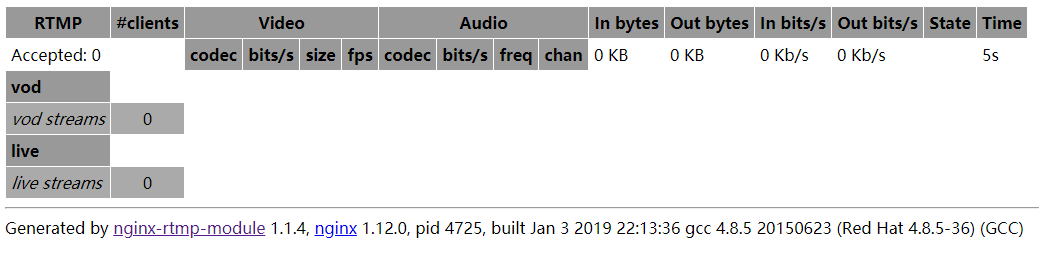 RTMP #clients Video Audio In bytes Out bytes In bits/s Out bits/s State Time
Accepted: 0 codec bits/s size fps codec bits/s freq chan 0 KB 0 KB 0 Kb/s 0 Kb/s 5s
vod
vod streams 0
live
live streams 0
Generated by nginx-rtmp-module 1.1.4, nginx 1.12.0, pid 4725, built Jan 3 2019 22:13:36 gcc 4.8.5 20150623 (Red Hat 4.8.5-36) (GCC)